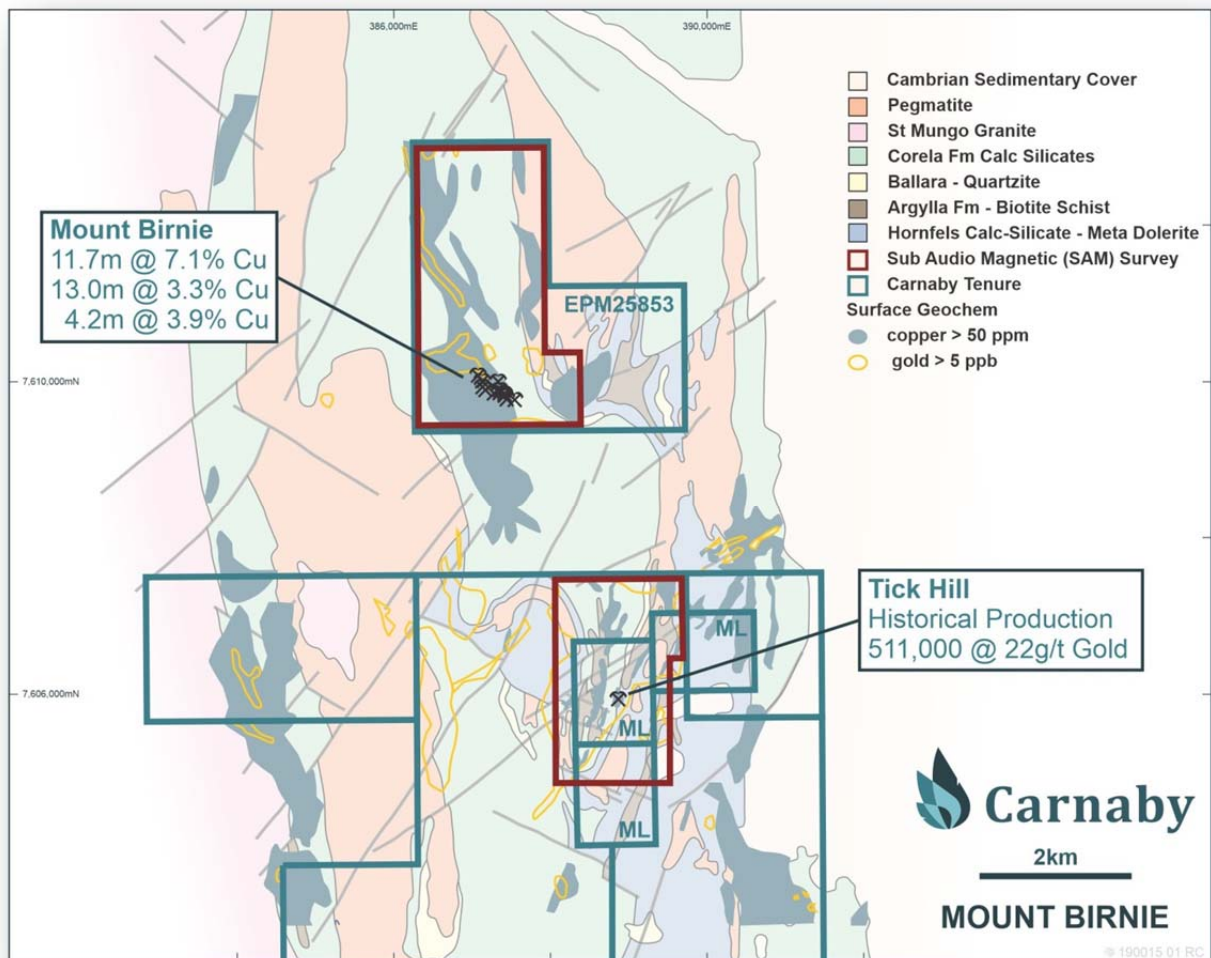 386,000mE
390,000mE
Cambrian Sedimentary Cover
Pegmatite
St Mungo Granite
Corela Fm Calc Silicates
Ballara - Quartzite
Argylla Fm - Biotite Schist
Hornfels Calc-Silicate - Meta Dolerite
Sub Audio Magnetic (SAM) Survey
Carnaby Tenure
Surface Geochem
copper > 50 ppm
gold > 5 ppb
Mount Birnie
11.7m @ 7.1% Cu
13.0m @ 3.3% Cu
4.2m @ 3.9% Cu
EPM25853
7,610,000mN
Tick Hill
Historical Production
511,000 @ 22g/t Gold
ML
7,606,000mN
ML
ML
Carnaby
2km
MOUNT BIRNIE
190015 01 RC